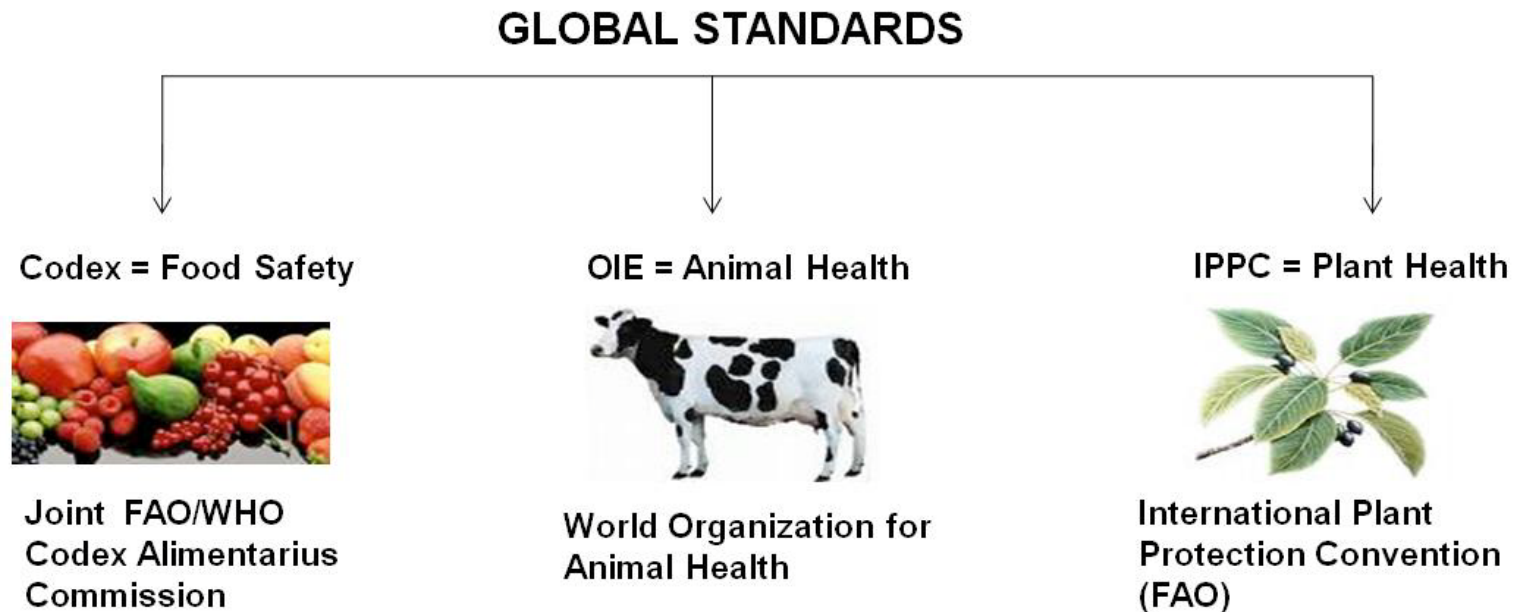 GLOBAL STANDARDS
Codex = Food Safety
OIE = Animal Health
IPPC = Plant Health
Joint FAO/WHO
Codex Alimentarius
Commission
World Organization for
Animal Health
International Plant
Protection Convention
(FAO)